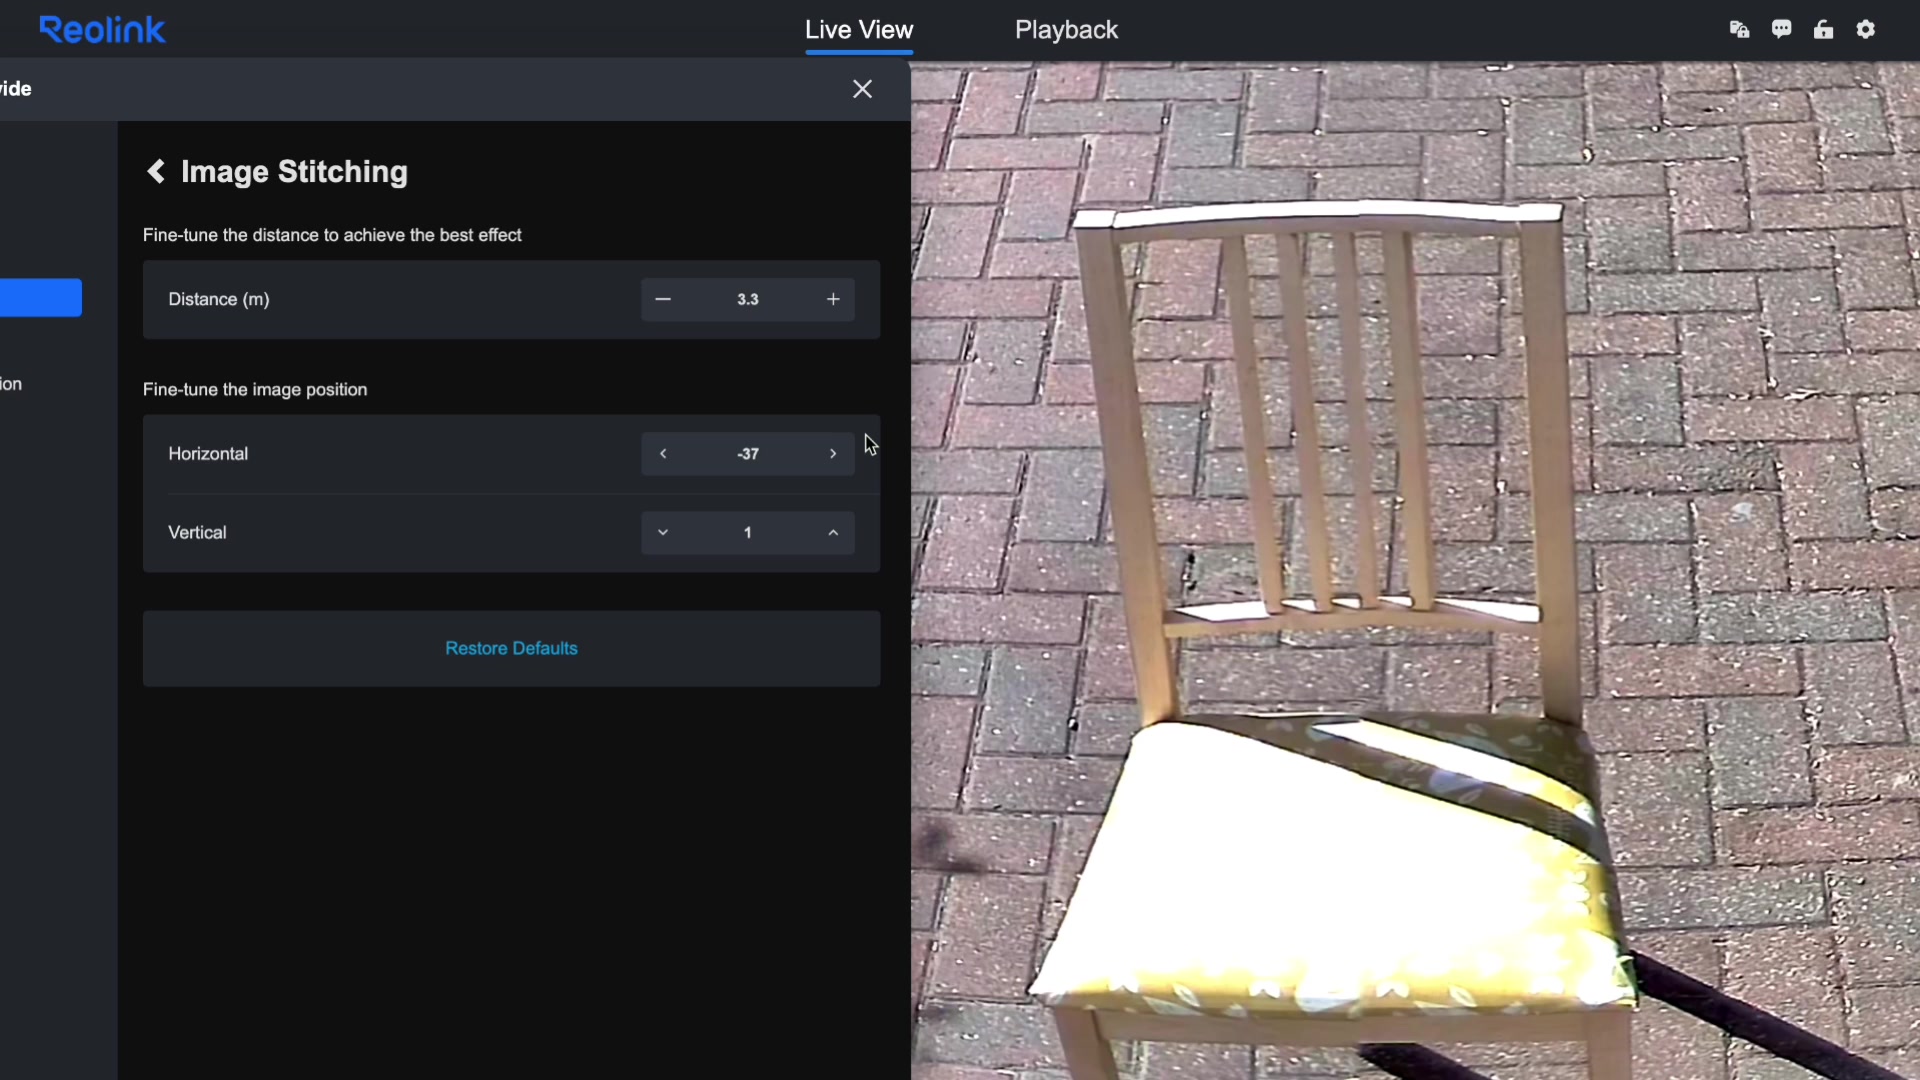 Reolink
Live View
Playback
ide
Image Stitching
Fine-tune the distance to achieve the best effect
Distance (m)
3.3
ion
Fine-tune the image position
Horizontal
-37
Vertical
1
Restore Defaults